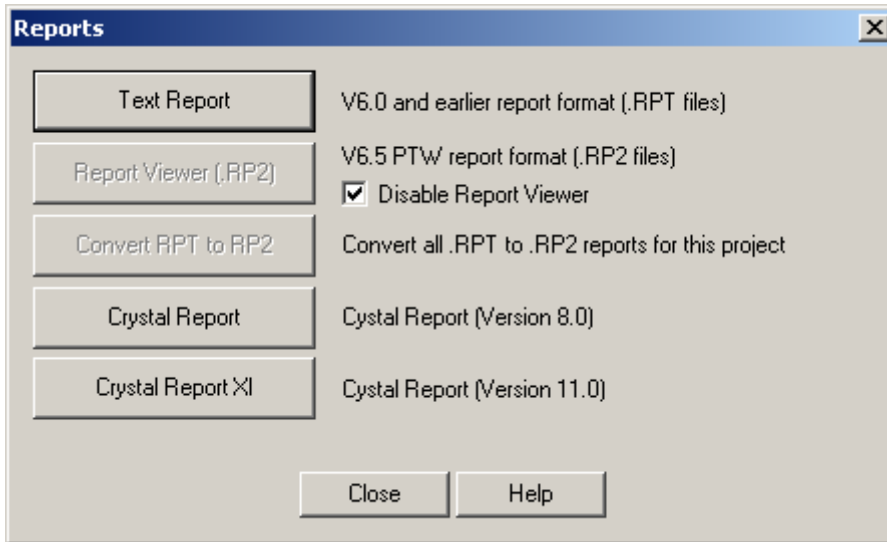 Reports
Text Report
V6.0 and earlier report format (.RPT files)
Report Viewer (.RP2)
V6.5 PTW report format (.RP2 files)
Disable Report Viewer
Convert RPT to RP2
Convert all .RPT to .RP2 reports for this project
Crystal Report
Cystal Report (Version 8.0)
Crystal Report XI
Cystal Report (Version 11.0)
Close
Help